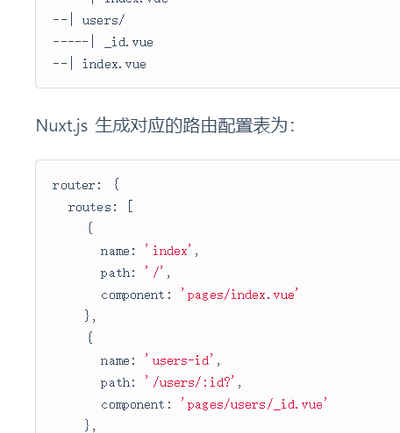 --| users/
-----| _id.vue
--| index.vue
Nuxt.js 生成对应的路由配置表为：
router: {
routes: [
{
name: 'index',
path: '/',
component: 'pages/index.vue'
},
{
name: 'users-id',
path: '/users/:id?',
component: 'pages/users/_id.vue'
},